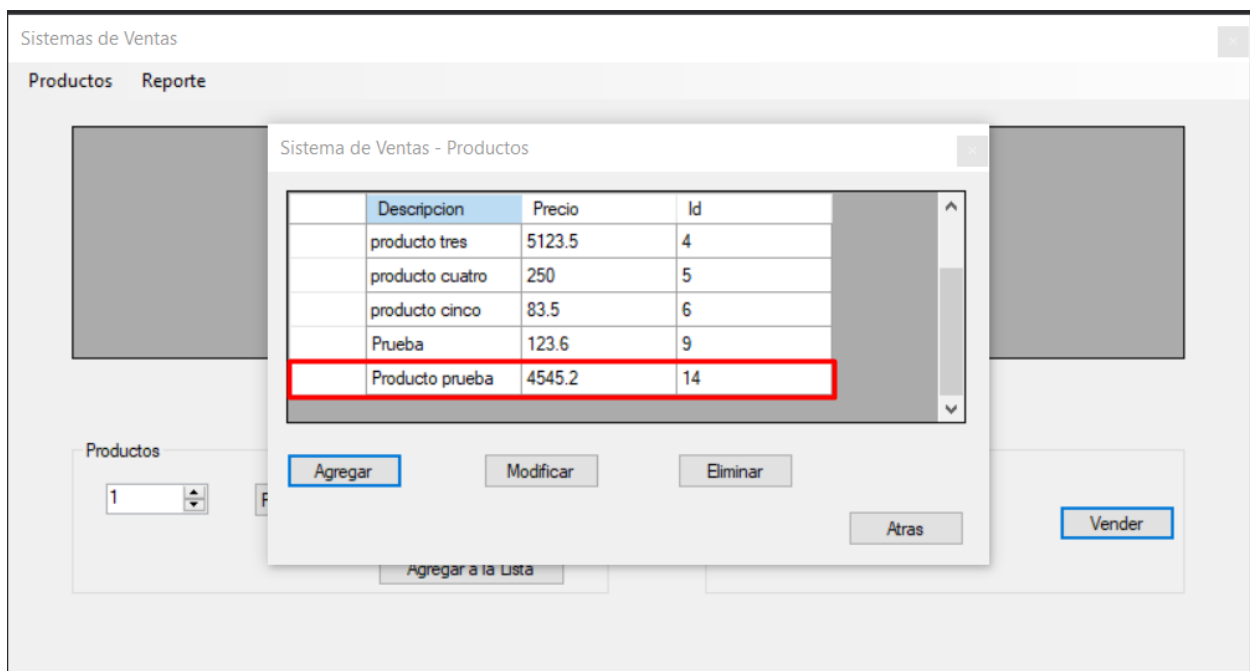 Sistemas de Ventas
Productos Reporte
Sistema de Ventas - Productos
Descripcion Precio Id
producto tres 5123.5 4
producto cuatro 250 5
producto cinco 83.5 6
Prueba 123.6 9
Producto prueba 4545.2 14
Agregar Modificar Eliminar
Atras
Productos
1
Agregar a la Lista
Vender